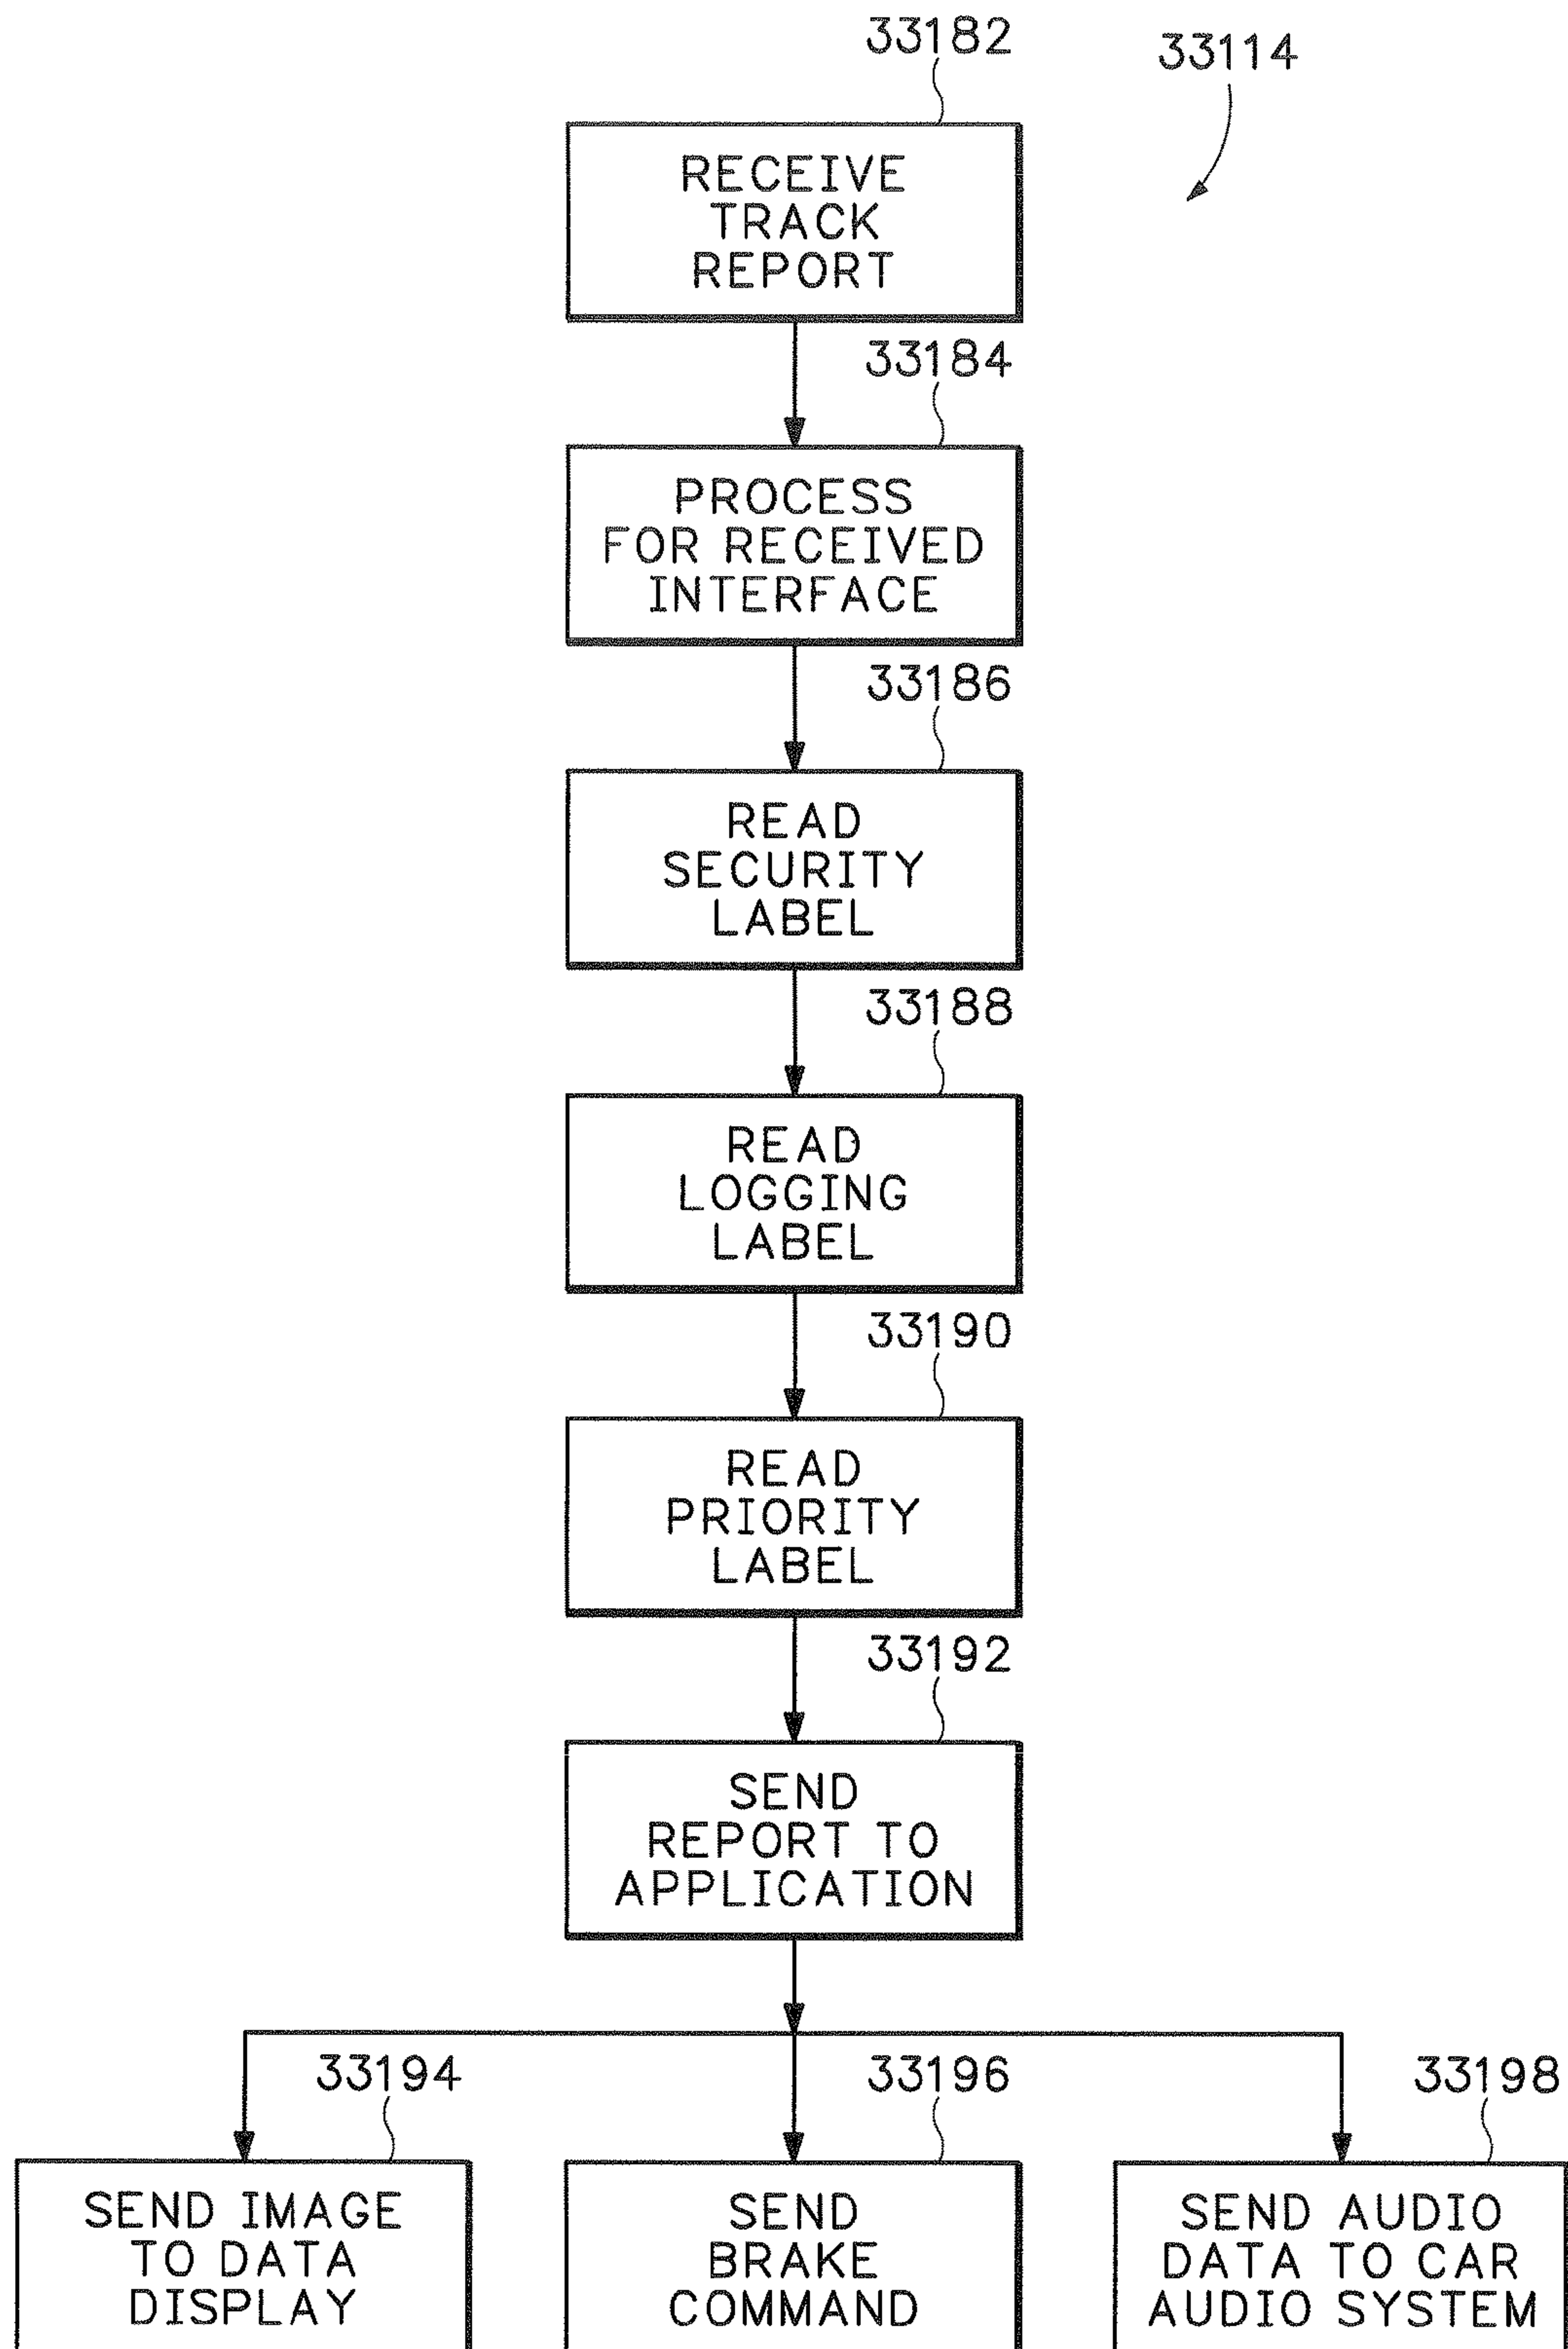 33182
33114
RECEIVE
TRACK
REPORT
33184
PROCESS
FOR RECEIVED
INTERFACE
33186
READ
SECURITY
LABEL
33188
READ
LOGGING
LABEL
33190
READ
PRIORITY
LABEL
33192
SEND
REPORT TO
APPLICATION
33194
33196
33198
SEND IMAGE
TO DATA
DISPLAY
SEND
BRAKE
COMMAND
SEND AUDIO
DATA TO CAR
AUDIO SYSTEM